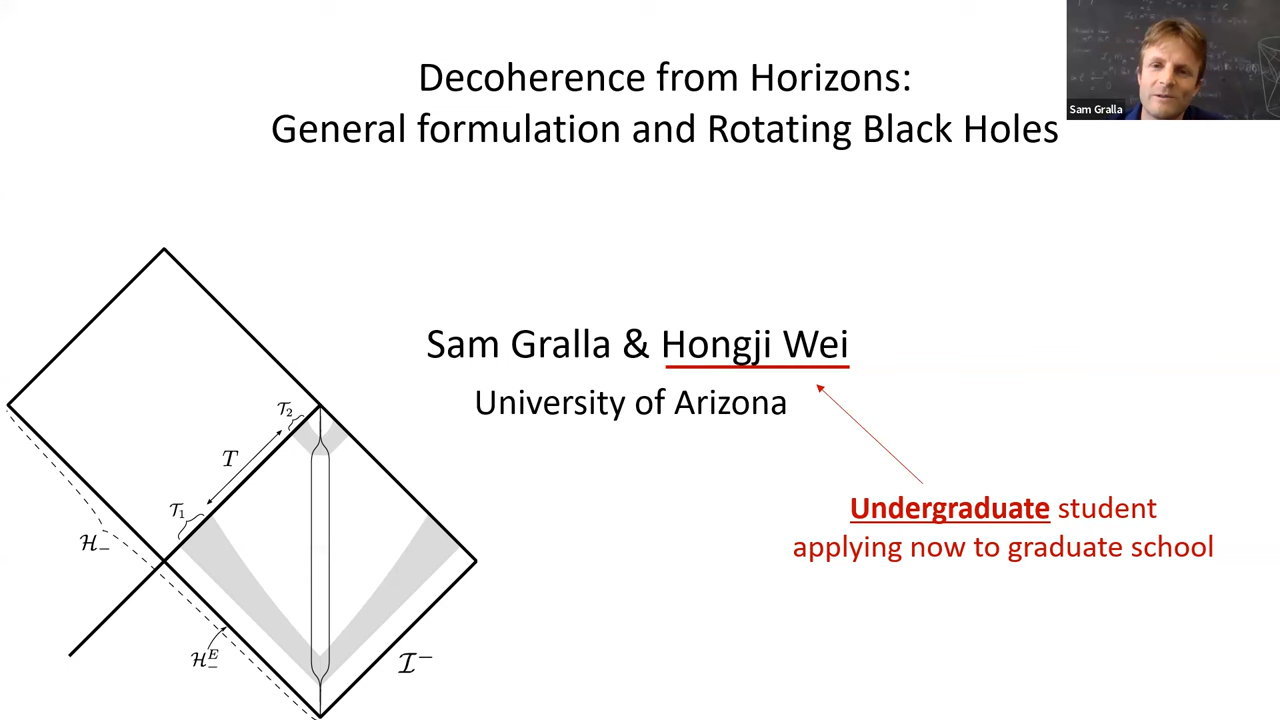 Decoherence from Horizons:
General formulation and Rotating Black Holes
Sam Gralla
Sam Gralla & Hongji Wei
University of Arizona
Undergraduate student
applying now to graduate school
𝒯₂
T
𝒯₁
ℋ₋
ℋ₋ᴱ
ℐ⁻